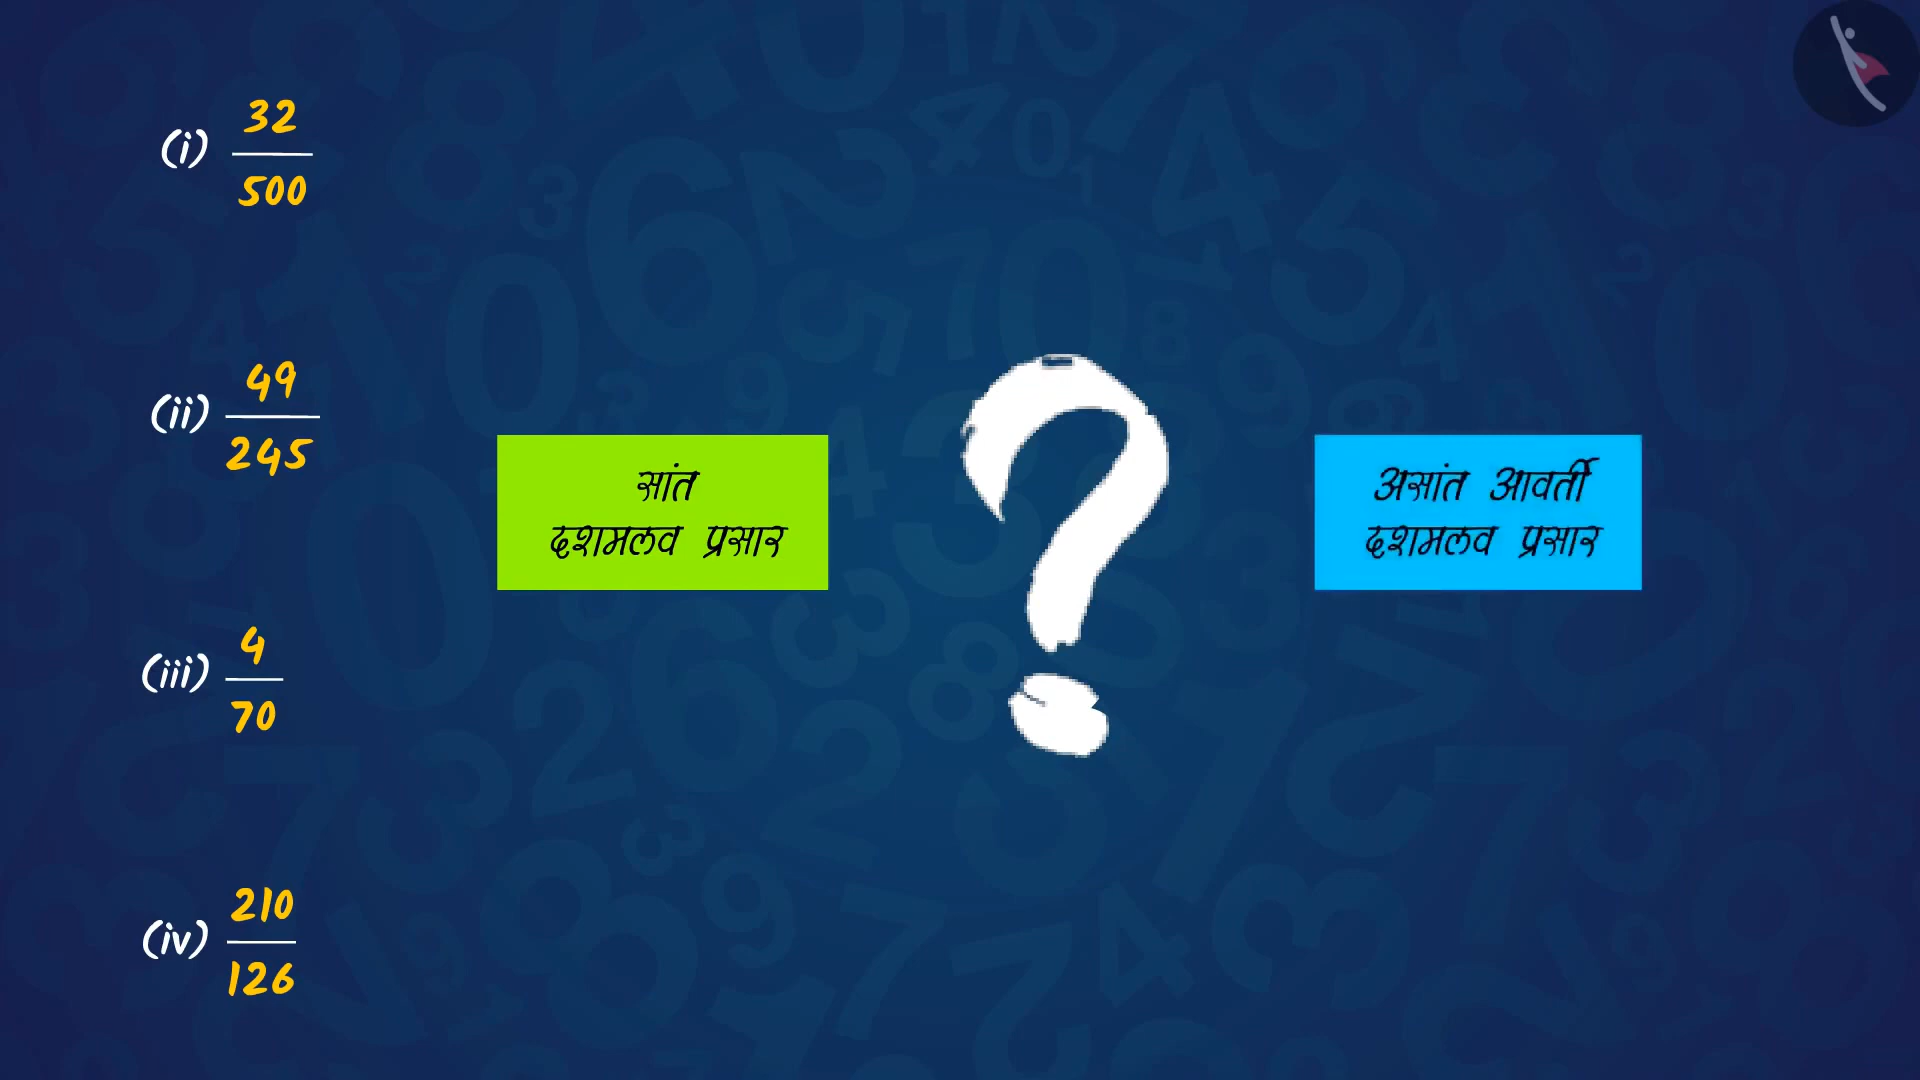 (i) 32/500
(ii) 49/245
सांत
दशमलव प्रसार
असांत आवर्ती
दशमलव प्रसार
?
(iii) 4/70
(iv) 210/126